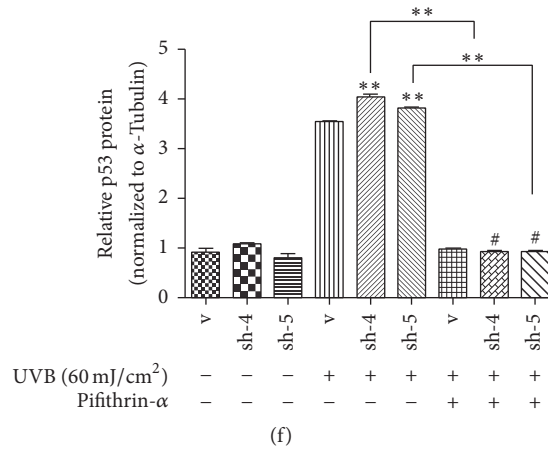 **
**
5
4
3
2
1
0
Relative p53 protein
(normalized to α-Tubulin)
** **
# #
v sh-4 sh-5 v sh-4 sh-5 v sh-4 sh-5
UVB (60 mJ/cm²) − − − + + + + + +
Pifithrin-α − − − − − − + + +
(f)